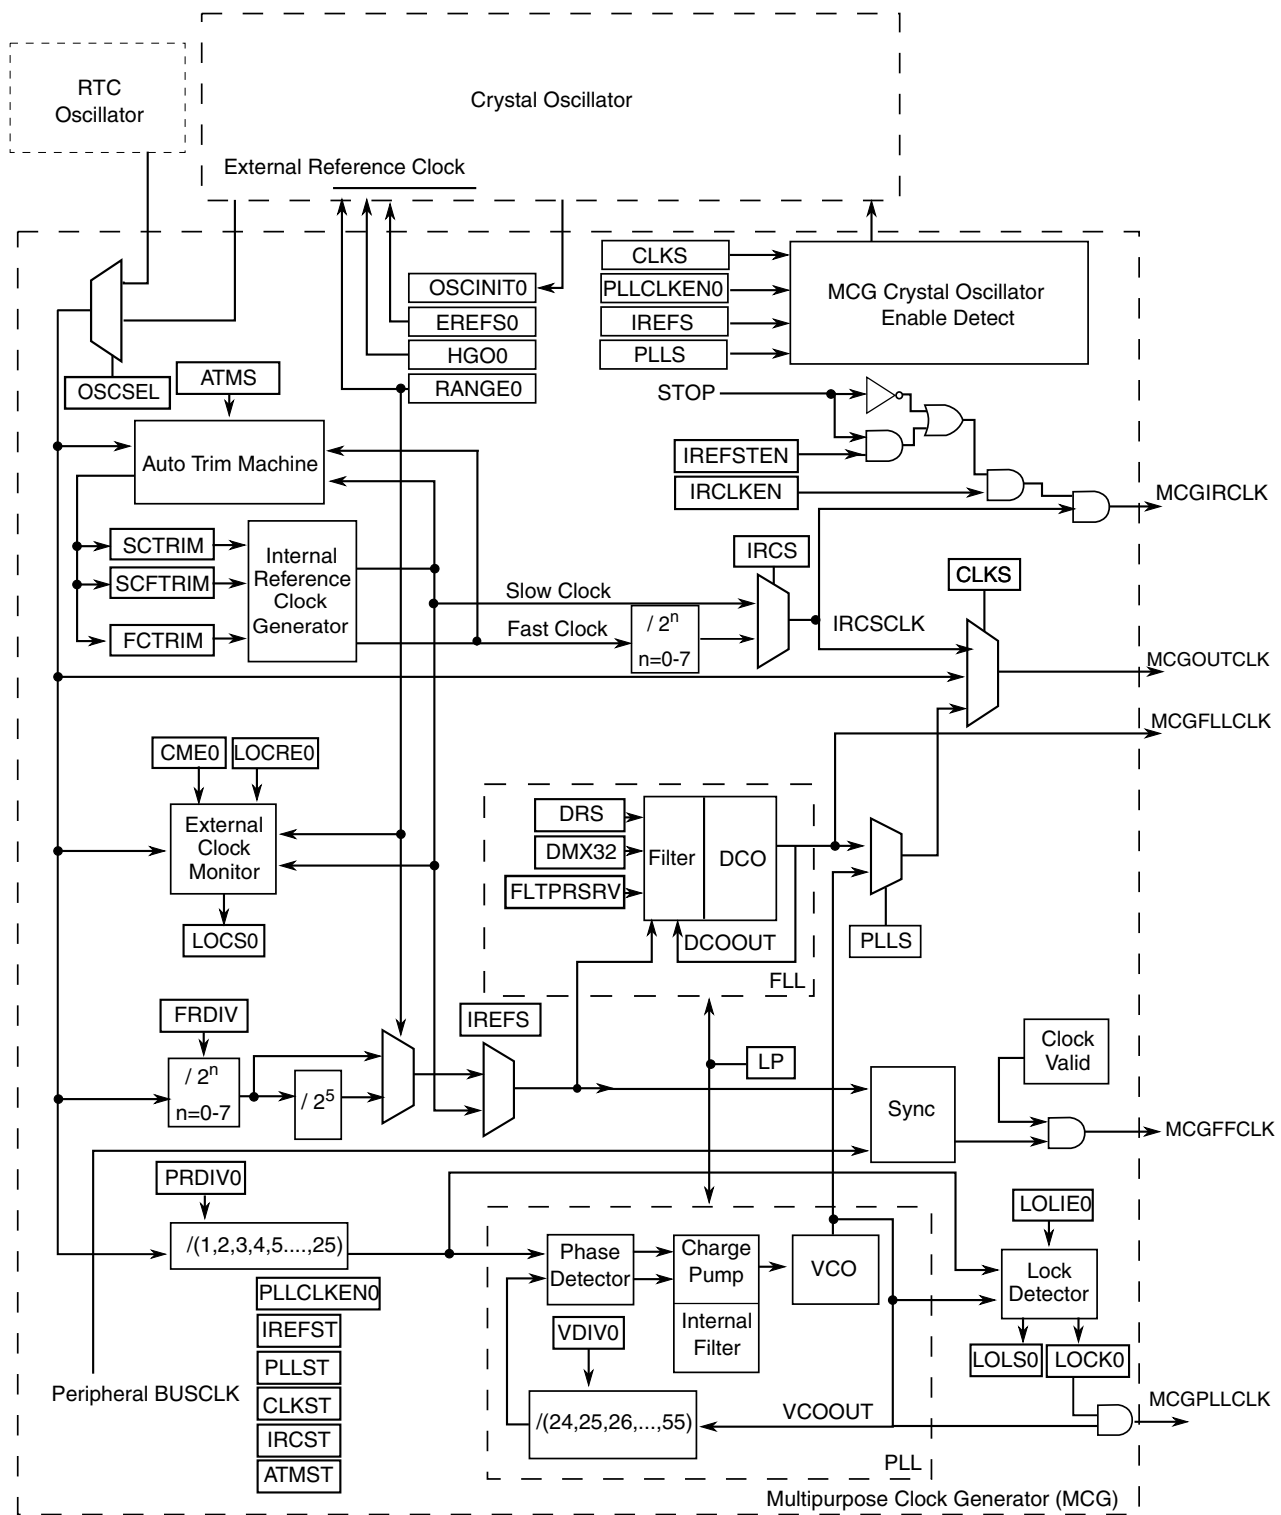 RTC
Oscillator
Crystal Oscillator
External Reference Clock
CLKS
OSCINIT0
PLLCLKEN0
MCG Crystal Oscillator
Enable Detect
EREFS0
IREFS
HGO0
PLLS
RANGE0
OSCSEL
ATMS
STOP
Auto Trim Machine
IREFSTEN
IRCLKEN
MCGIRCLK
SCTRIM
SCFTRIM
FCTRIM
Internal
Reference
Clock
Generator
IRCS
CLKS
Slow Clock
Fast Clock
/ 2n
n=0-7
IRCSCLK
MCGOUTCLK
MCGFLLCLK
CME0
LOCRE0
External
Clock
Monitor
LOCS0
DRS
DMX32
FLTPRSRV
Filter
DCO
DCOOUT
FLL
PLLS
FRDIV
/ 2n
n=0-7
/ 25
IREFS
LP
Clock
Valid
Sync
MCGFFCLK
PRDIV0
/(1,2,3,4,5....,25)
Phase
Detector
Charge
Pump
Internal
Filter
VCO
LOLIE0
Lock
Detector
LOLS0
LOCK0
PLLCLKEN0
IREFST
PLLST
CLKST
IRCST
ATMST
VDIV0
Peripheral BUSCLK
/(24,25,26,...,55)
VCOOUT
MCGPLLCLK
PLL
Multipurpose Clock Generator (MCG)